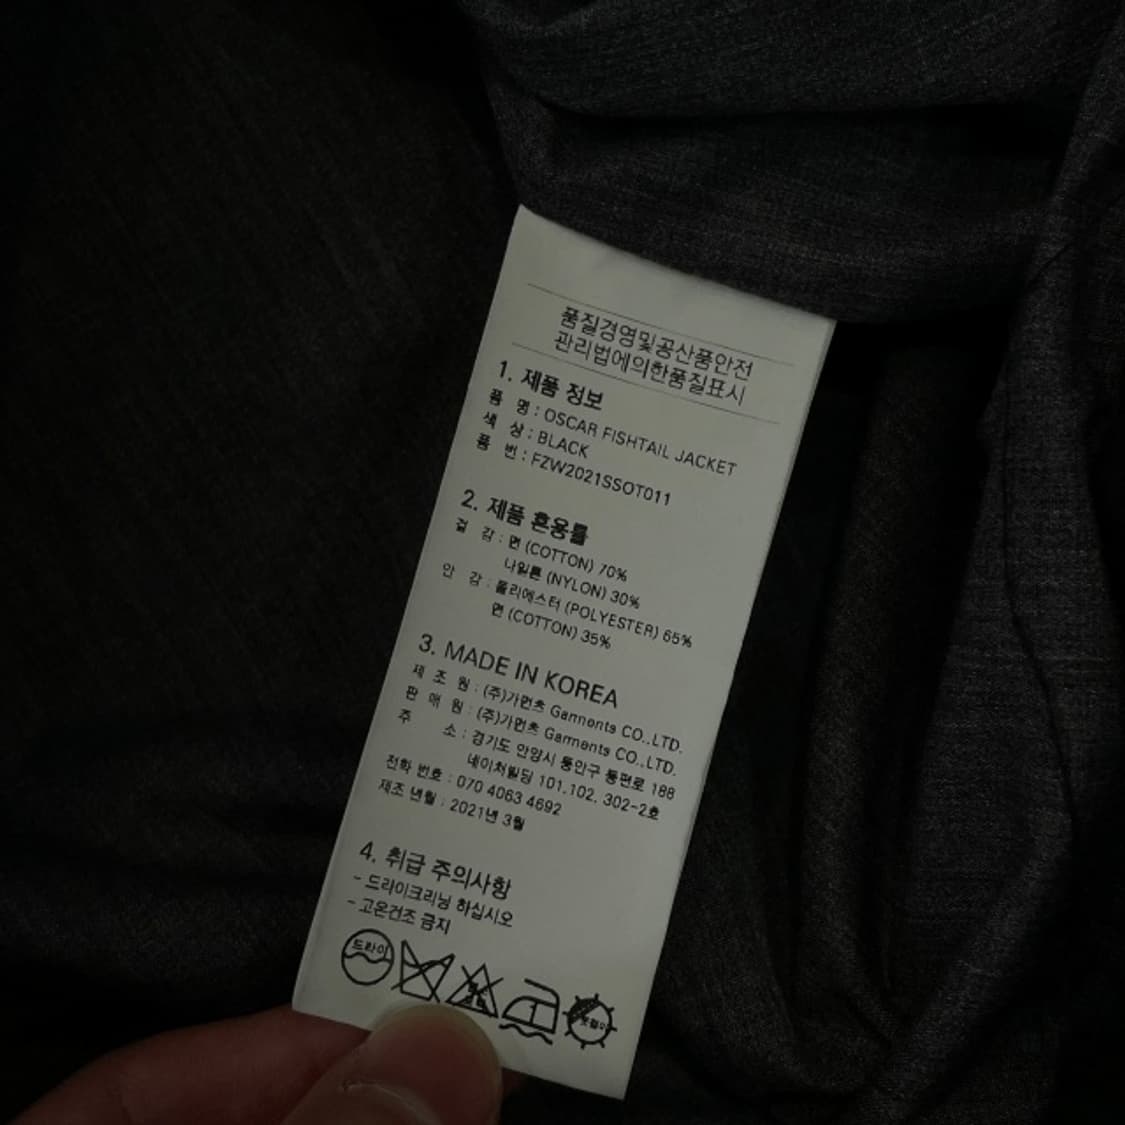 품질경영및공산품안전
관리법에의한품질표시
1. 제품 정보
품 명 : OSCAR FISHTAIL JACKET
색 상 : BLACK
품 번 : FZW2021SSOT011
2. 제품 혼용률
겉 감 : 면 (COTTON) 70%
나일론 (NYLON) 30%
안 감 : 폴리에스터 (POLYESTER) 65%
면 (COTTON) 35%
3. MADE IN KOREA
제 조 원 : (주)가먼츠 Garments CO.,LTD.
판 매 원 : (주)가먼츠 Garments CO.,LTD.
주 소 : 경기도 안양시 동안구 동편로 188
네이처빌딩 101.102. 302-2호
전화 번호 : 070 4063 4692
제조 년월 : 2021년 3월
4. 취급 주의사항
- 드라이크리닝 하십시오
- 고온건조 금지
드라이
1